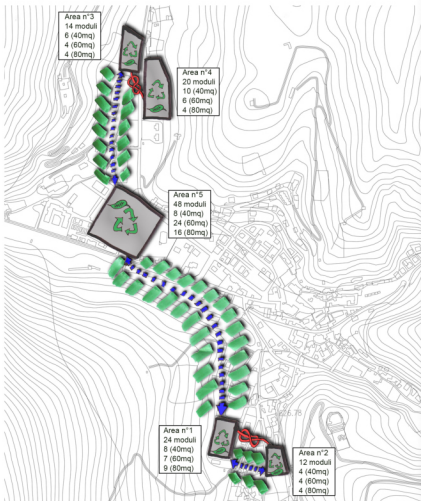 Area n°3
14 moduli
6 (40mq)
4 (60mq)
4 (80mq)
Area n°4
20 moduli
10 (40mq)
6 (60mq)
4 (80mq)
Area n°5
48 moduli
8 (40mq)
24 (60mq)
16 (80mq)
Area n°1
24 moduli
8 (40mq)
7 (60mq)
9 (80mq)
Area n°2
12 moduli
4 (40mq)
4 (60mq)
4 (80mq)